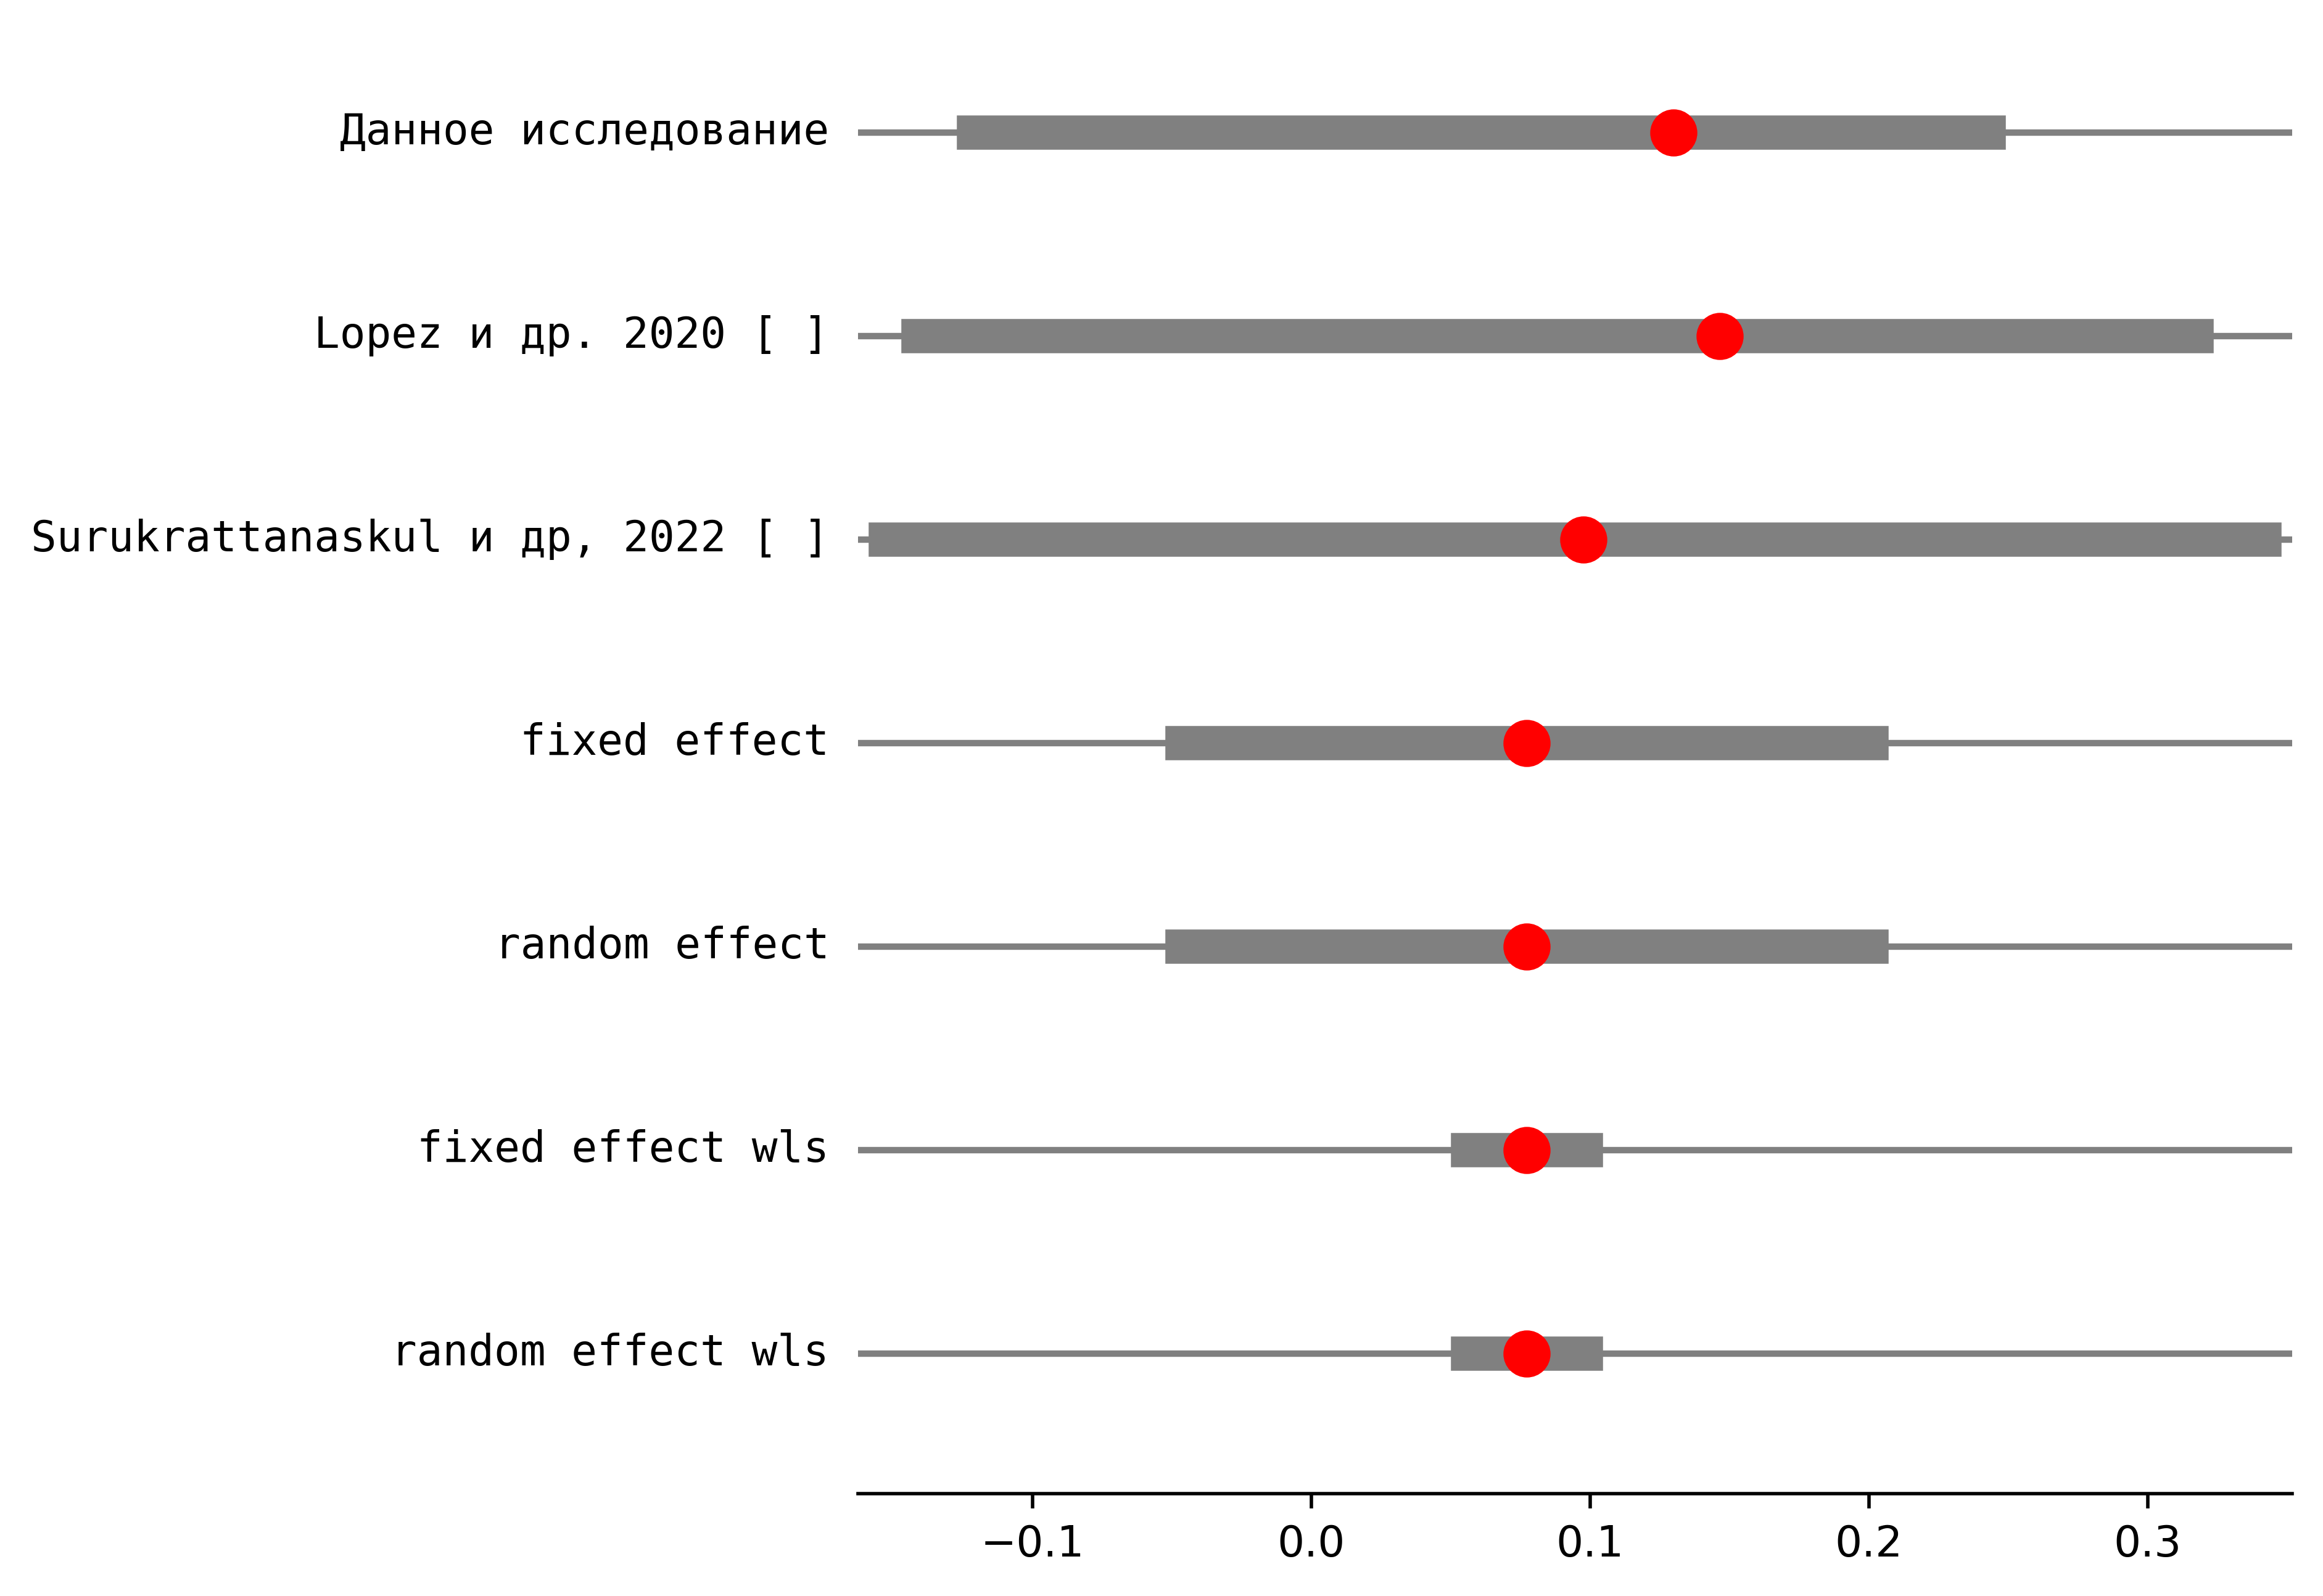 Данное исследование
Lopez и др. 2020 [ ]
Surukrattanaskul и др, 2022 [ ]
fixed effect
random effect
fixed effect wls
random effect wls
−0.1 0.0 0.1 0.2 0.3